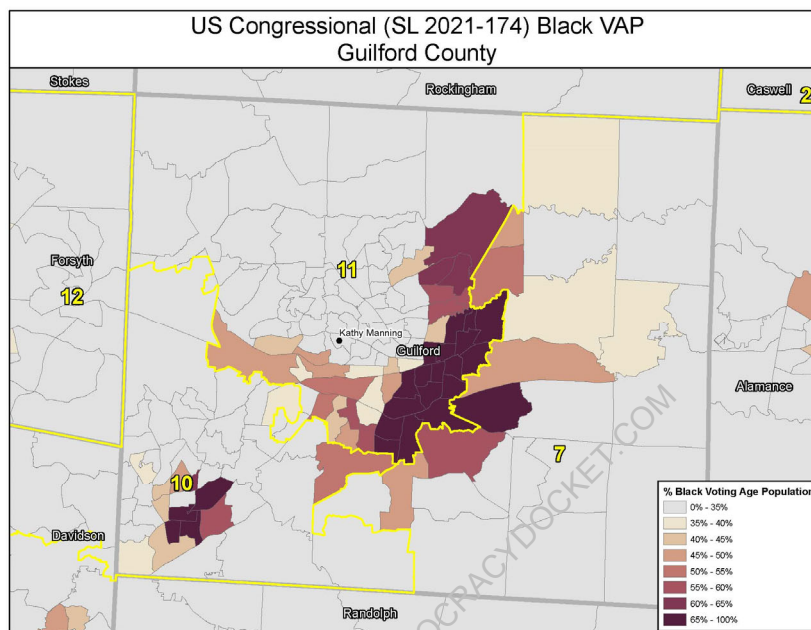 US Congressional (SL 2021-174) Black VAP
Guilford County
Stokes
Rockingham
Caswell
2
Forsyth
12
11
Kathy Manning
Guilford
Alamance
7
10
Davidson
Randolph
OCRACYDOCKET.COM
% Black Voting Age Population
0% - 35%
35% - 40%
40% - 45%
45% - 50%
50% - 55%
55% - 60%
60% - 65%
65% - 100%